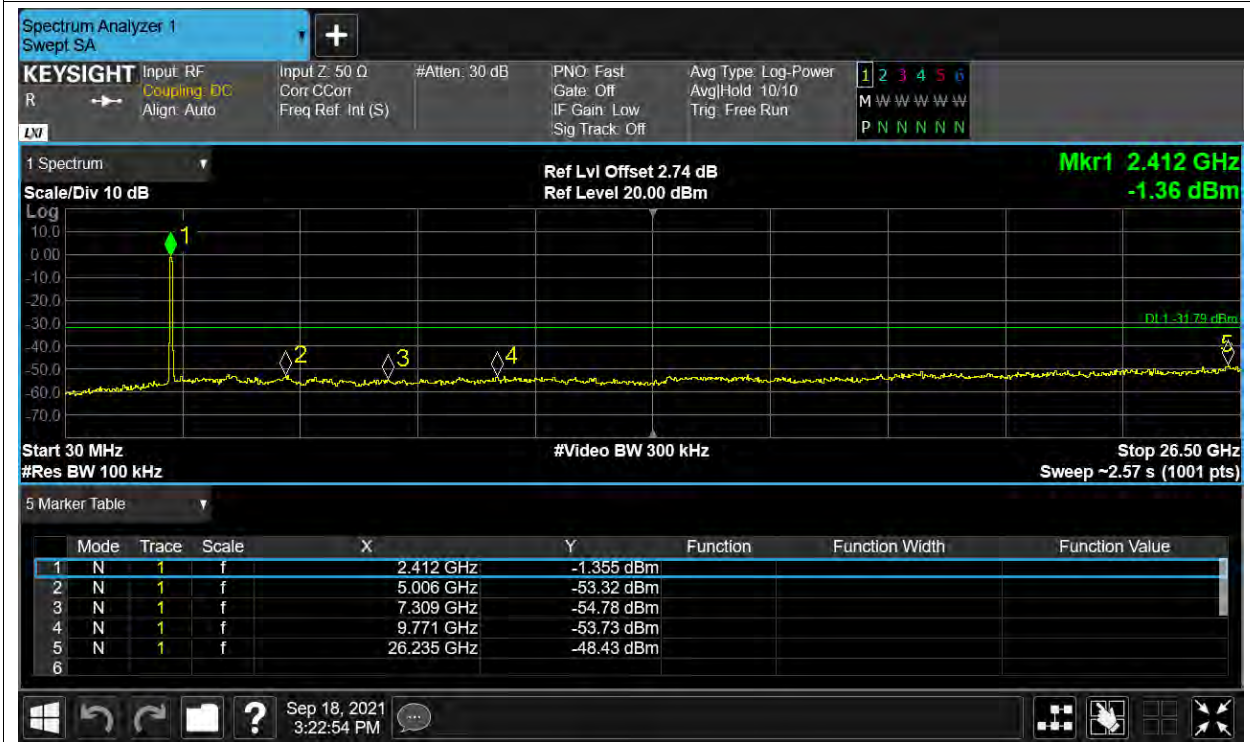 Spectrum Analyzer 1
Swept SA
+
KEYSIGHT Input: RF Input Z: 50 Ω #Atten: 30 dB PNO: Fast Avg Type: Log-Power 1 2 3 4 5 6
R Coupling: DC Corr CCorr Gate: Off Avg|Hold: 10/10 M W W W W W
Align: Auto Freq Ref: Int (S) IF Gain: Low Trig: Free Run
LXI Sig Track: Off P N N N N N
1 Spectrum Ref Lvl Offset 2.74 dB Mkr1 2.412 GHz
Scale/Div 10 dB Ref Level 20.00 dBm -1.36 dBm
Log
10.0 1
0.00
-10.0
-20.0
-30.0 DL1 -31.79 dBm
-40.0 2 3 4 5
-50.0
-60.0
-70.0
Start 30 MHz #Video BW 300 kHz Stop 26.50 GHz
#Res BW 100 kHz Sweep ~2.57 s (1001 pts)
5 Marker Table
Mode Trace Scale X Y Function Function Width Function Value
1 N 1 f 2.412 GHz -1.355 dBm
2 N 1 f 5.006 GHz -53.32 dBm
3 N 1 f 7.309 GHz -54.78 dBm
4 N 1 f 9.771 GHz -53.73 dBm
5 N 1 f 26.235 GHz -48.43 dBm
6
? Sep 18, 2021
3:22:54 PM